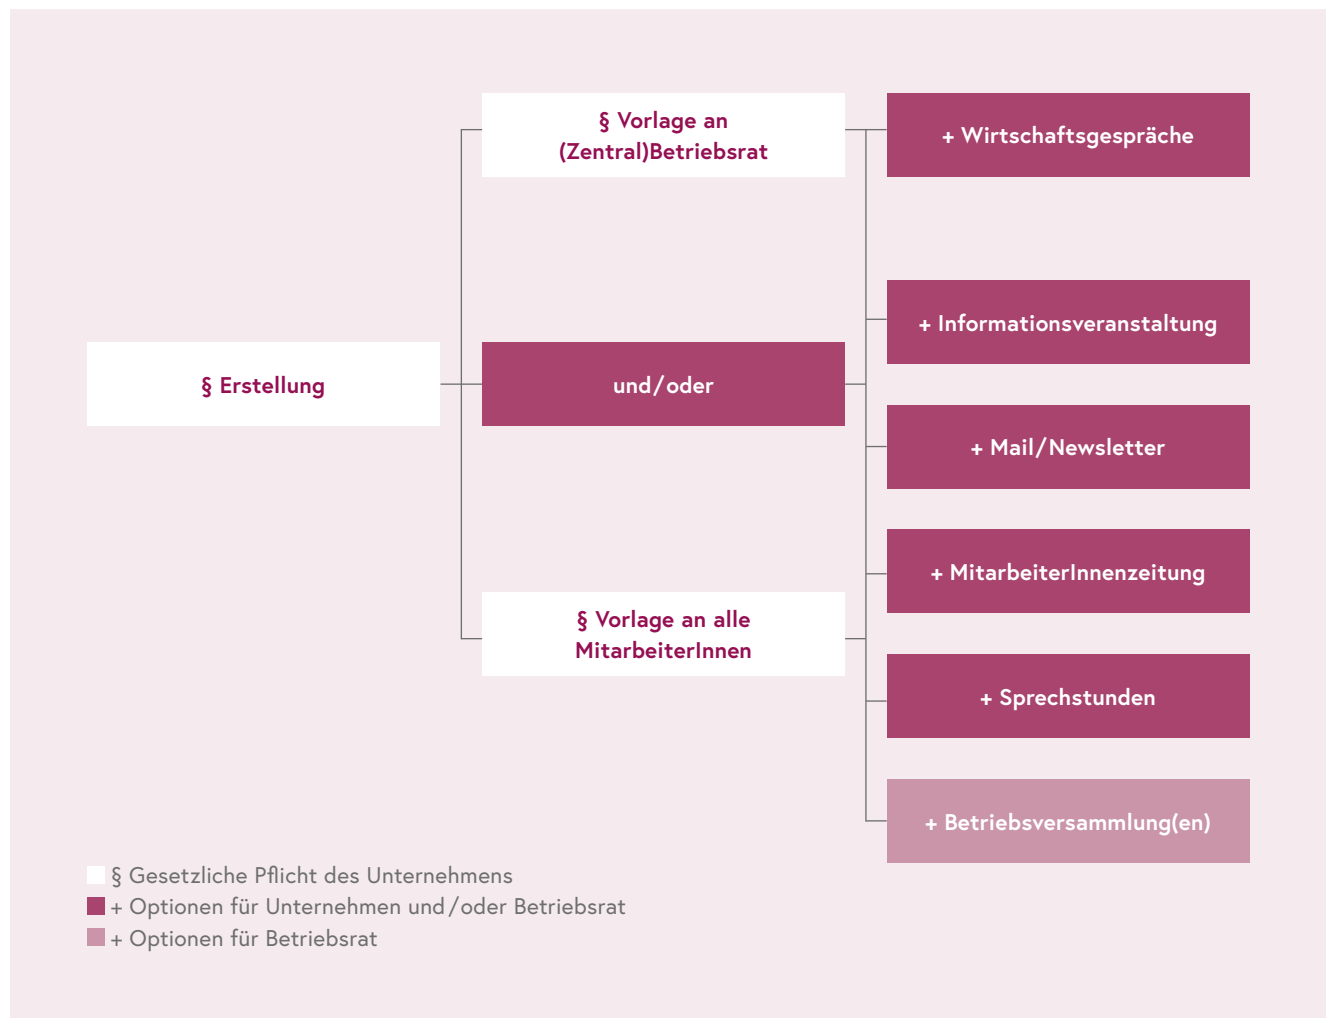 § Erstellung
§ Vorlage an
(Zentral)Betriebsrat
und/oder
§ Vorlage an alle
MitarbeiterInnen
+ Wirtschaftsgespräche
+ Informationsveranstaltung
+ Mail/Newsletter
+ MitarbeiterInnenzeitung
+ Sprechstunden
+ Betriebsversammlung(en)
§ Gesetzliche Pflicht des Unternehmens
+ Optionen für Unternehmen und/oder Betriebsrat
+ Optionen für Betriebsrat